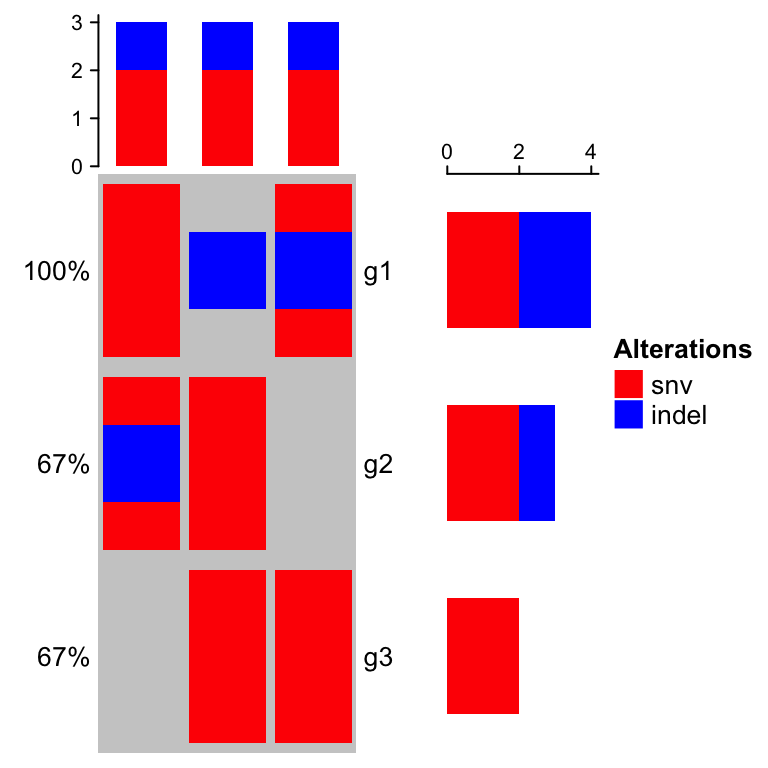 3
2
1
0
0 2 4
100% g1
Alterations
snv
indel
67% g2
67% g3